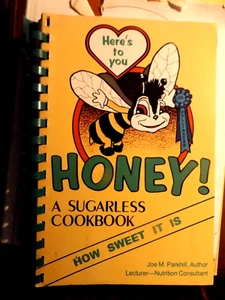 Here's
to you
HONEY!
A SUGARLESS
COOKBOOK
HOW SWEET IT IS
Joe M. Parkhill, Author
Lecturer—Nutrition Consultant